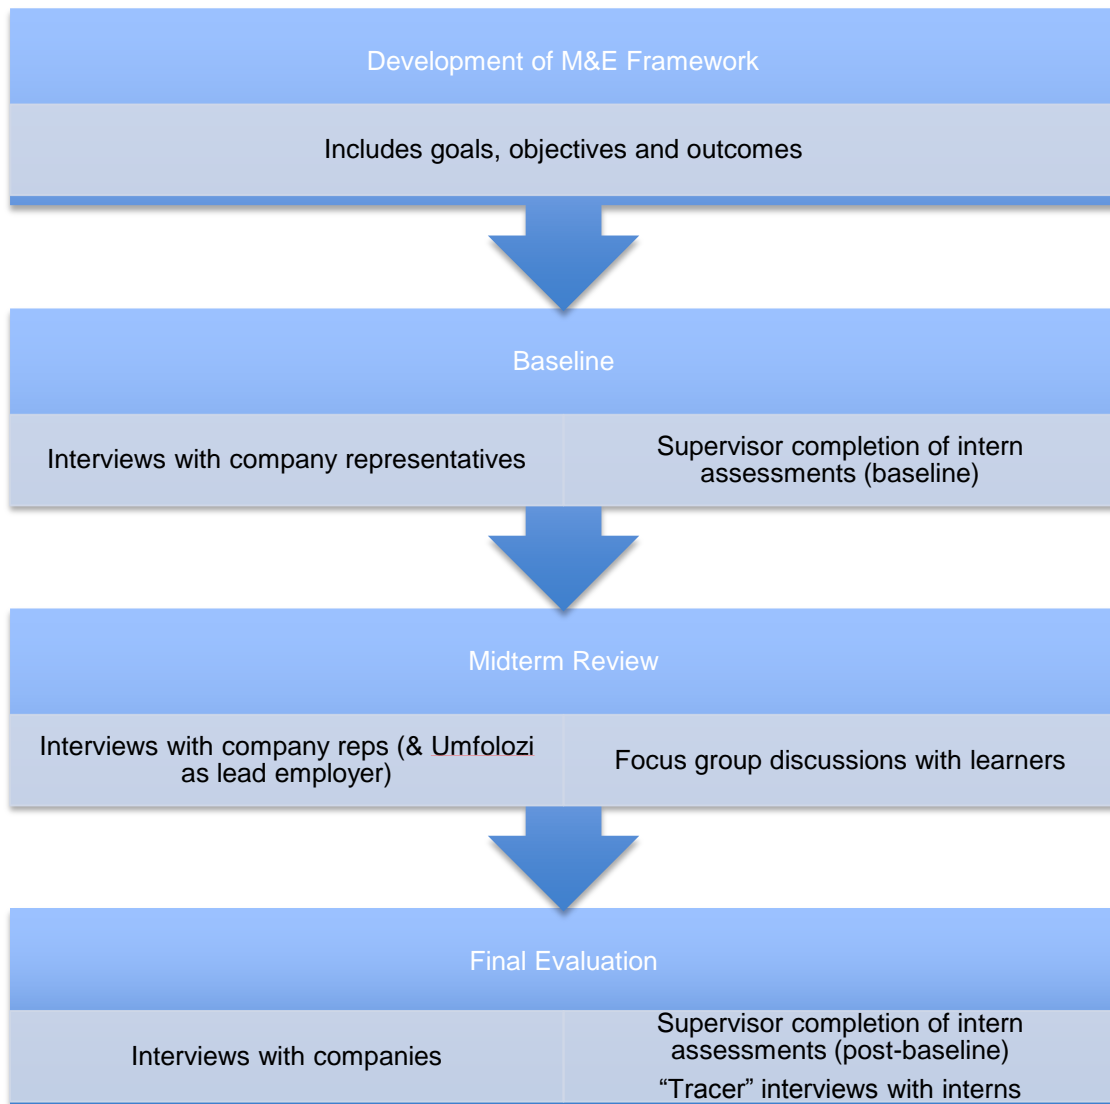 Development of M&E Framework
Includes goals, objectives and outcomes
Baseline
Interviews with company representatives
Supervisor completion of intern
assessments (baseline)
Midterm Review
Interviews with company reps (& Umfolozi
as lead employer)
Focus group discussions with learners
Final Evaluation
Interviews with companies
Supervisor completion of intern
assessments (post-baseline)
“Tracer” interviews with interns